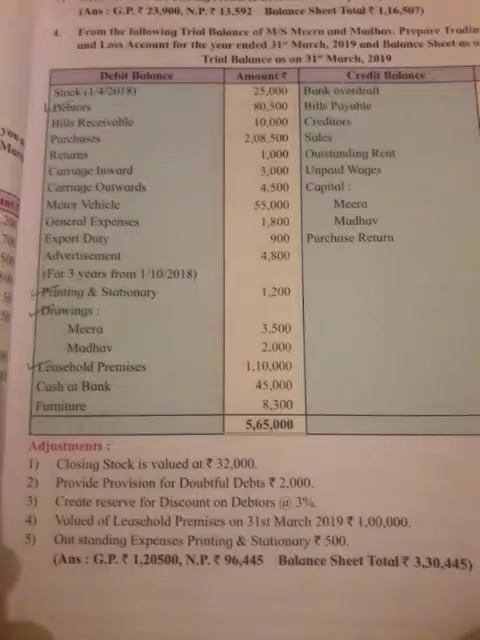 (Ans : G.P. ₹ 23,900, N.P. ₹ 13,592 Balance Sheet Total ₹ 1,16,507)
4. From the following Trial Balance of M/S Meera and Madhav. Prepare
and Loss Account for the year ended 31st March, 2019 and Balance Sheet as
Trial Balance as on 31st March, 2019
Debit Balance Amount ₹ Credit Balance
Stock (1/4/2018) 25,000 Bank overdraft
Debtors 80,500 Bills Payable
Bills Receivable 10,000 Creditors
Purchases 2,08,500 Sales
Returns 1,000 Outstanding Rent
Carriage Inward 3,000 Unpaid Wages
Carriage Outwards 4,500 Capital :
Motor Vehicle 55,000 Meera
General Expenses 1,800 Madhav
Export Duty 900 Purchase Return
Advertisement 4,800
(For 3 years from 1/10/2018)
Printing & Stationary 1,200
Drawings :
Meera 3,500
Madhav 2,000
Leasehold Premises 1,10,000
Cash at Bank 45,000
Furniture 8,300
5,65,000
Adjustments :
1) Closing Stock is valued at ₹ 32,000.
2) Provide Provision for Doubtful Debts ₹ 2,000.
3) Create reserve for Discount on Debtors @ 3%.
4) Valued of Leasehold Premises on 31st March 2019 ₹ 1,00,000.
5) Out standing Expenses Printing & Stationary ₹ 500.
(Ans : G.P. ₹ 1,20500, N.P. ₹ 96,445 Balance Sheet Total ₹ 3,30,445)